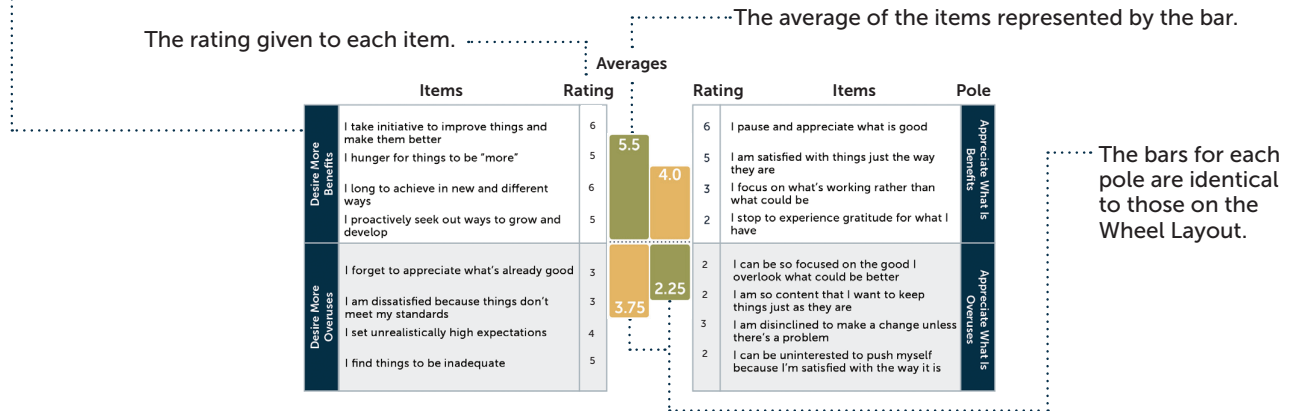 The average of the items represented by the bar.
The rating given to each item.
Averages
Items
Rating
Rating
Items
Pole
Desire More
Benefits
I take initiative to improve things and
make them better
6
I hunger for things to be "more"
5
I long to achieve in new and different
ways
6
I proactively seek out ways to grow and
develop
5
5.5
4.0
6
I pause and appreciate what is good
5
I am satisfied with things just the way
they are
3
I focus on what's working rather than
what could be
2
I stop to experience gratitude for what I
have
Appreciate What Is
Benefits
Desire More
Overuses
I forget to appreciate what's already good
3
I am dissatisfied because things don't
meet my standards
3
I set unrealistically high expectations
4
I find things to be inadequate
5
3.75
2.25
2
I can be so focused on the good I
overlook what could be better
2
I am so content that I want to keep
things just as they are
3
I am disinclined to make a change unless
there's a problem
2
I can be uninterested to push myself
because I'm satisfied with the way it is
Appreciate What Is
Overuses
The bars for each
pole are identical
to those on the
Wheel Layout.